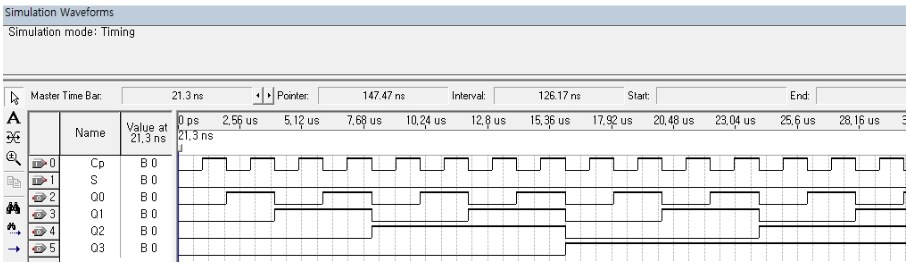 Simulation Waveforms
Simulation mode: Timing
Master Time Bar: 21.3 ns Pointer: 147.47 ns Interval: 126.17 ns Start: End:
Name Value at 21,3 ns 0 ps 2,56 us 5,12 us 7,68 us 10,24 us 12,8 us 15,36 us 17,92 us 20,48 us 23,04 us 25,6 us 28,16 us
21,3 ns
0 Cp B 0
1 S B 0
2 Q0 B 0
3 Q1 B 0
4 Q2 B 0
5 Q3 B 0